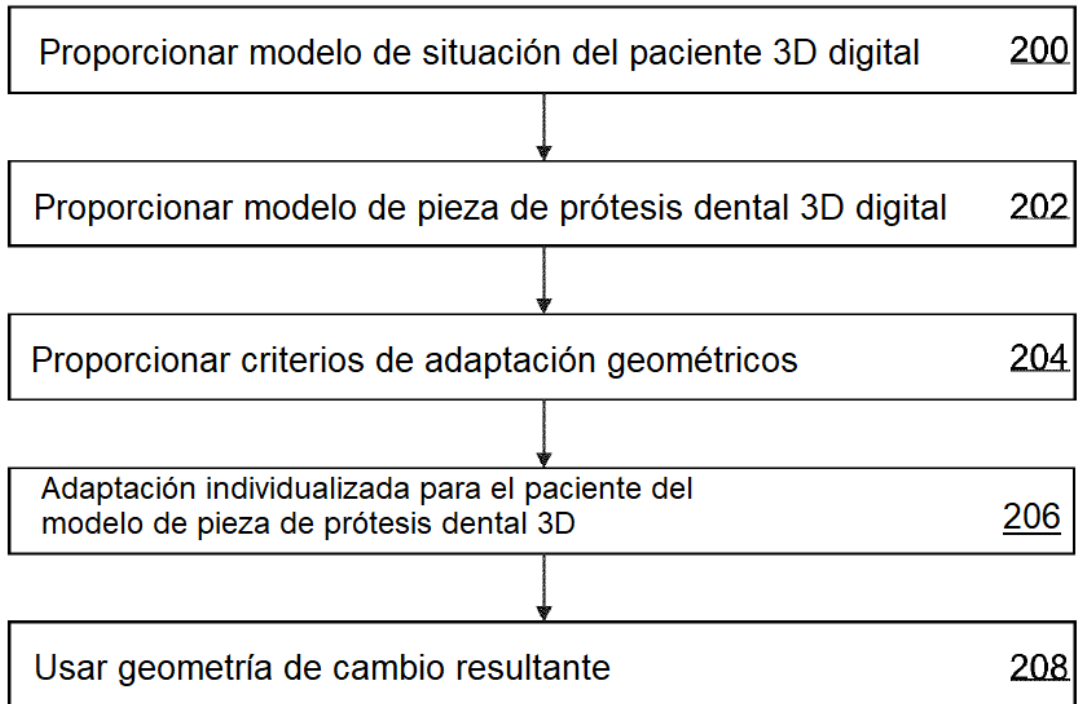 Proporcionar modelo de situación del paciente 3D digital 200
Proporcionar modelo de pieza de prótesis dental 3D digital 202
Proporcionar criterios de adaptación geométricos 204
Adaptación individualizada para el paciente del
modelo de pieza de prótesis dental 3D 206
Usar geometría de cambio resultante 208